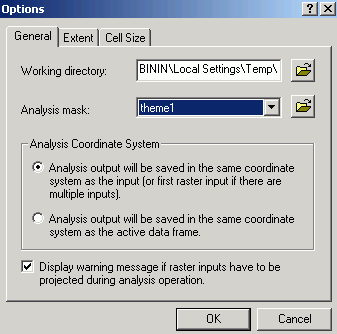 Options
General
Extent
Cell Size
Working directory:
BININ\Local Settings\Temp\
Analysis mask:
theme1
Analysis Coordinate System
Analysis output will be saved in the same coordinate
system as the input (or first raster input if there are
multiple inputs).
Analysis output will be saved in the same coordinate
system as the active data frame.
Display warning message if raster inputs have to be
projected during analysis operation.
OK
Cancel